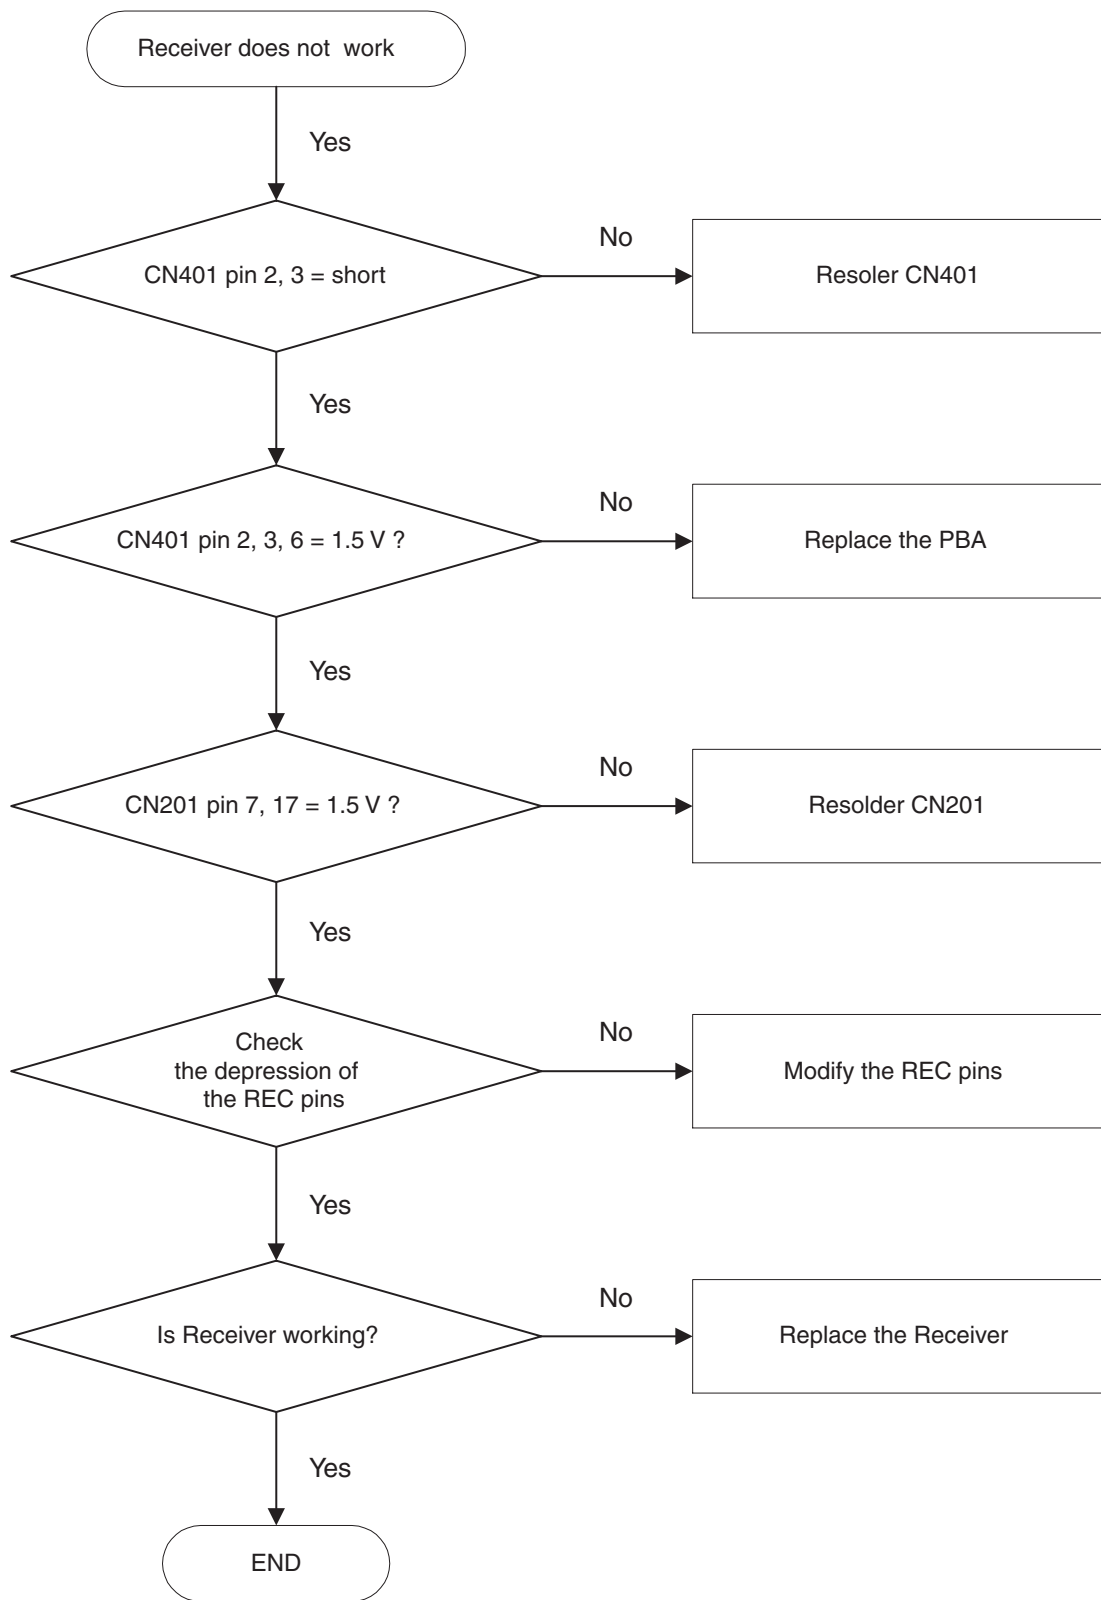 Receiver does not work
Yes
CN401 pin 2, 3 = short
No
Resoler CN401
Yes
CN401 pin 2, 3, 6 = 1.5 V ?
No
Replace the PBA
Yes
CN201 pin 7, 17 = 1.5 V ?
No
Resolder CN201
Yes
Check
the depression of
the REC pins
No
Modify the REC pins
Yes
Is Receiver working?
No
Replace the Receiver
Yes
END